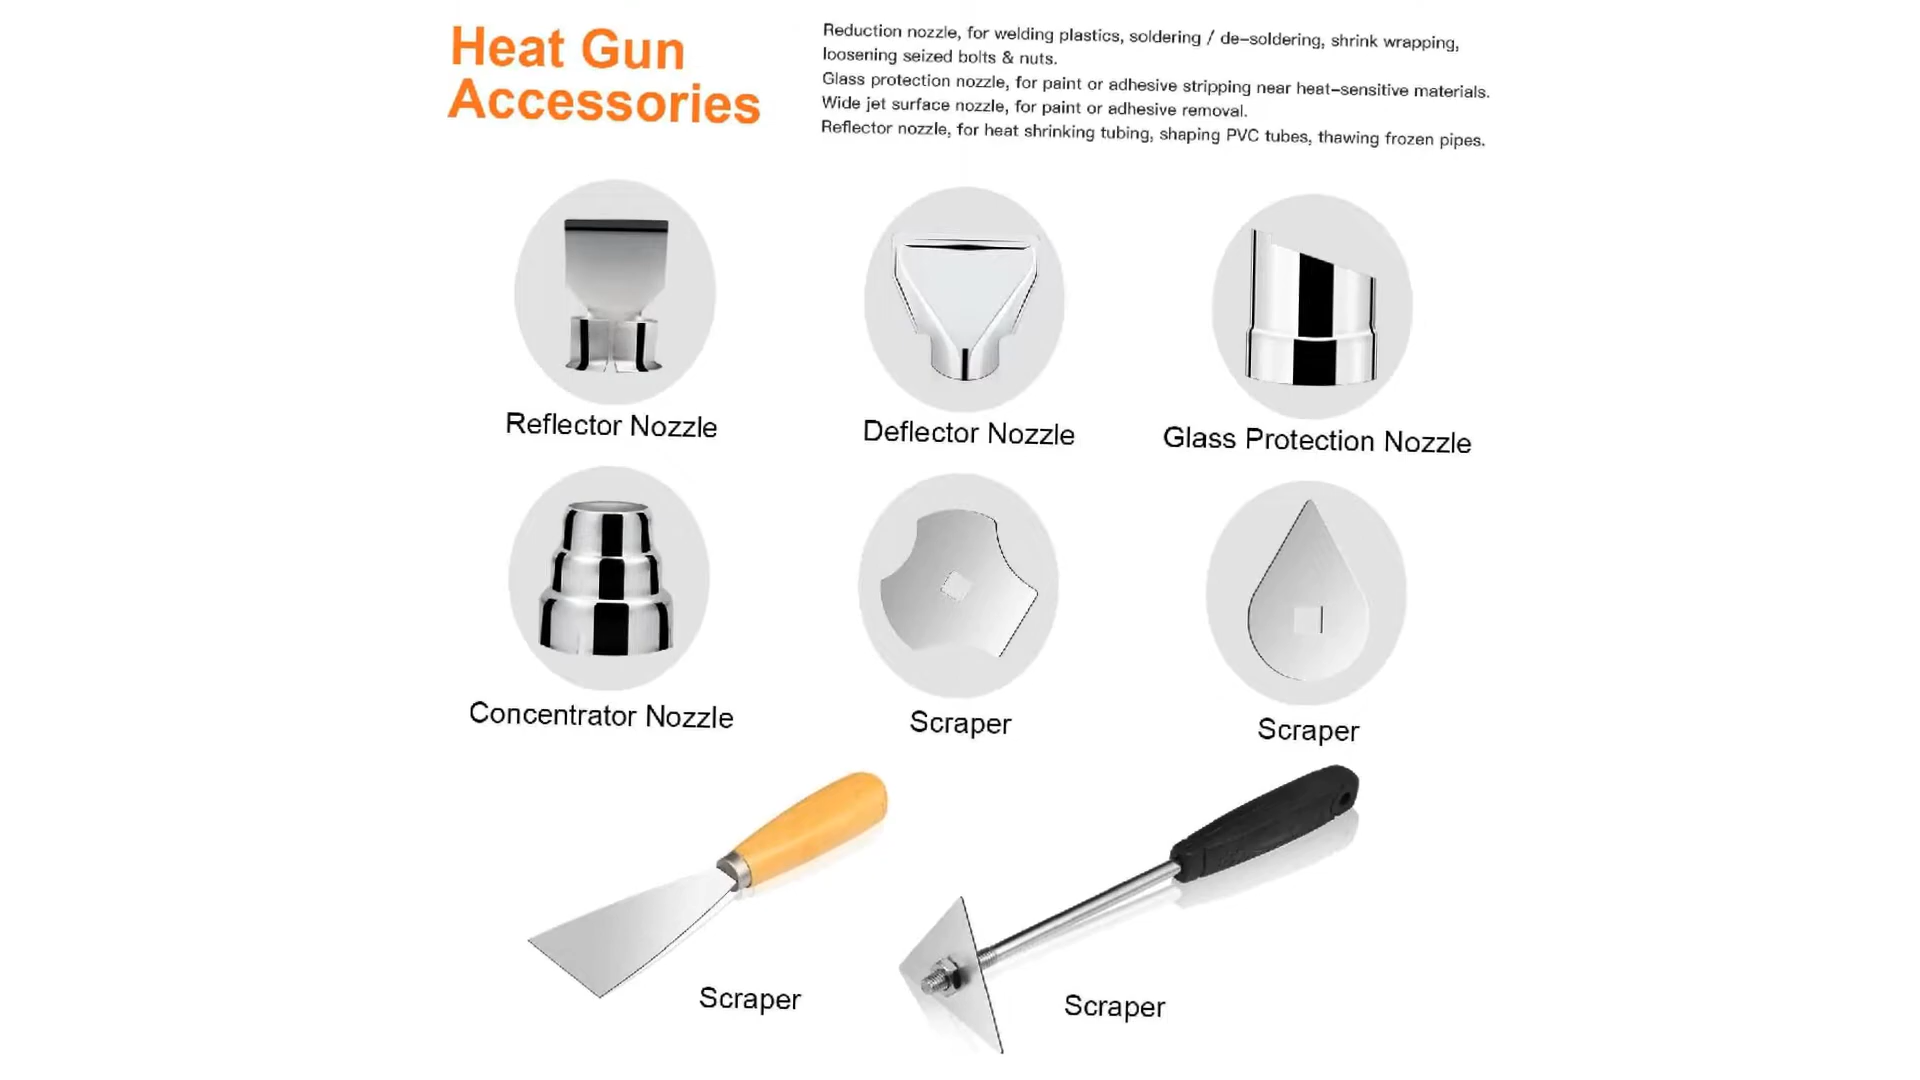 Heat Gun
Accessories
Reduction nozzle, for welding plastics, soldering / de-soldering, shrink wrapping,
loosening seized bolts & nuts.
Glass protection nozzle, for paint or adhesive stripping near heat-sensitive materials.
Wide jet surface nozzle, for paint or adhesive removal.
Reflector nozzle, for heat shrinking tubing, shaping PVC tubes, thawing frozen pipes.
Reflector Nozzle
Deflector Nozzle
Glass Protection Nozzle
Concentrator Nozzle
Scraper
Scraper
Scraper
Scraper